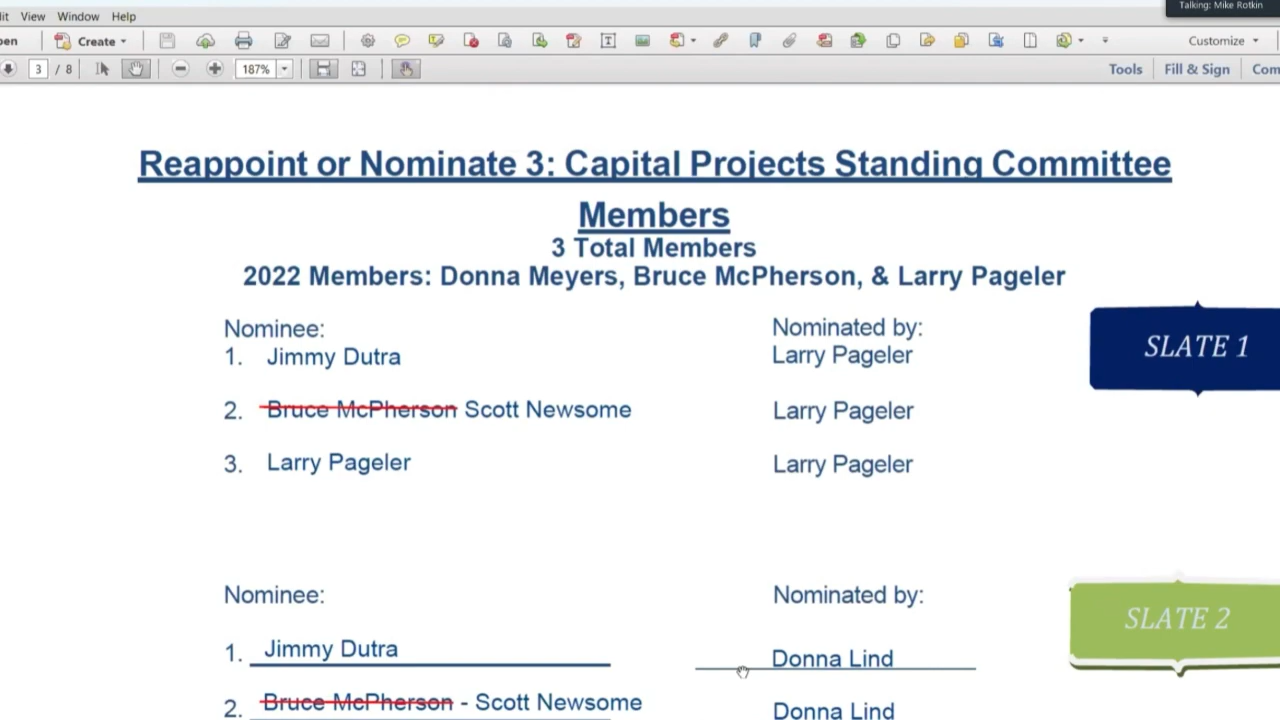 Talking: Mike Rotkin
View Window Help
Create Customize
3 / 8 187% Tools Fill & Sign
Reappoint or Nominate 3: Capital Projects Standing Committee
Members
3 Total Members
2022 Members: Donna Meyers, Bruce McPherson, & Larry Pageler
Nominee: Nominated by:
1. Jimmy Dutra Larry Pageler
SLATE 1
2. Bruce McPherson Scott Newsome Larry Pageler
3. Larry Pageler Larry Pageler
Nominee: Nominated by:
SLATE 2
1. Jimmy Dutra Donna Lind
2. Bruce McPherson - Scott Newsome Donna Lind